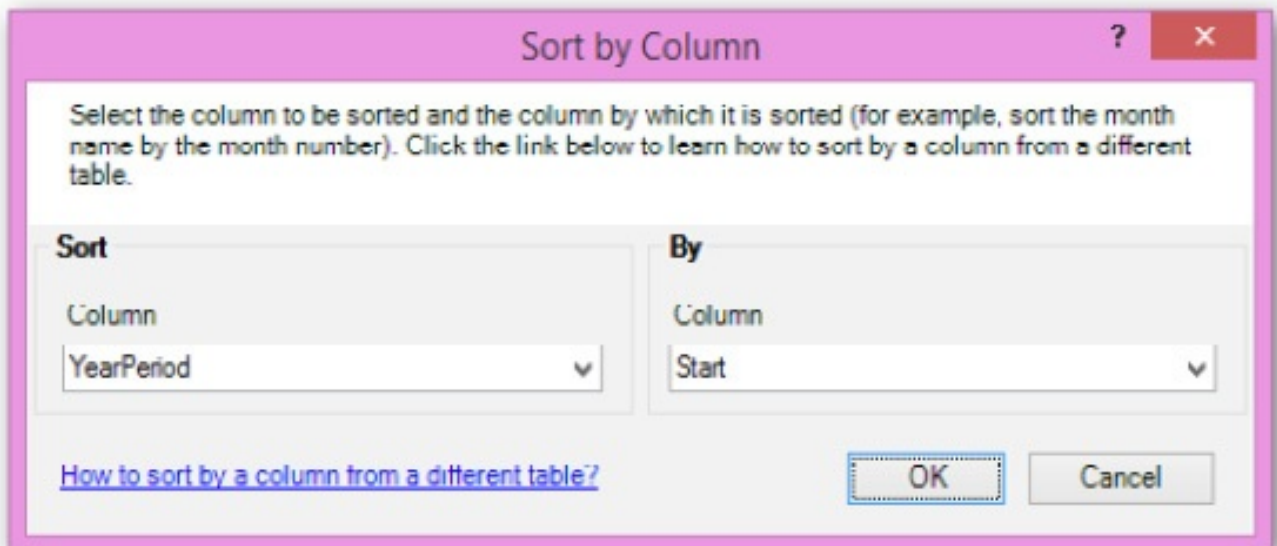 Sort by Column
?
Select the column to be sorted and the column by which it is sorted (for example, sort the month
name by the month number). Click the link below to learn how to sort by a column from a different
table.
Sort
By
Column
Column
YearPeriod
Start
How to sort by a column from a different table?
OK
Cancel